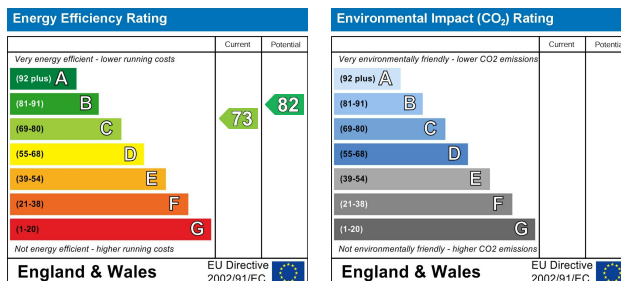 Energy Efficiency Rating
Current Potential
Very energy efficient - lower running costs
(92 plus) A
(81-91) B
(69-80) C
(55-68) D
(39-54) E
(21-38) F
(1-20) G
73
82
Not energy efficient - higher running costs
England & Wales
EU Directive
2002/91/EC
Environmental Impact (CO₂) Rating
Current Potential
Very environmentally friendly - lower CO2 emissions
(92 plus) A
(81-91) B
(69-80) C
(55-68) D
(39-54) E
(21-38) F
(1-20) G
Not environmentally friendly - higher CO2 emissions
England & Wales
EU Directive
2002/91/EC